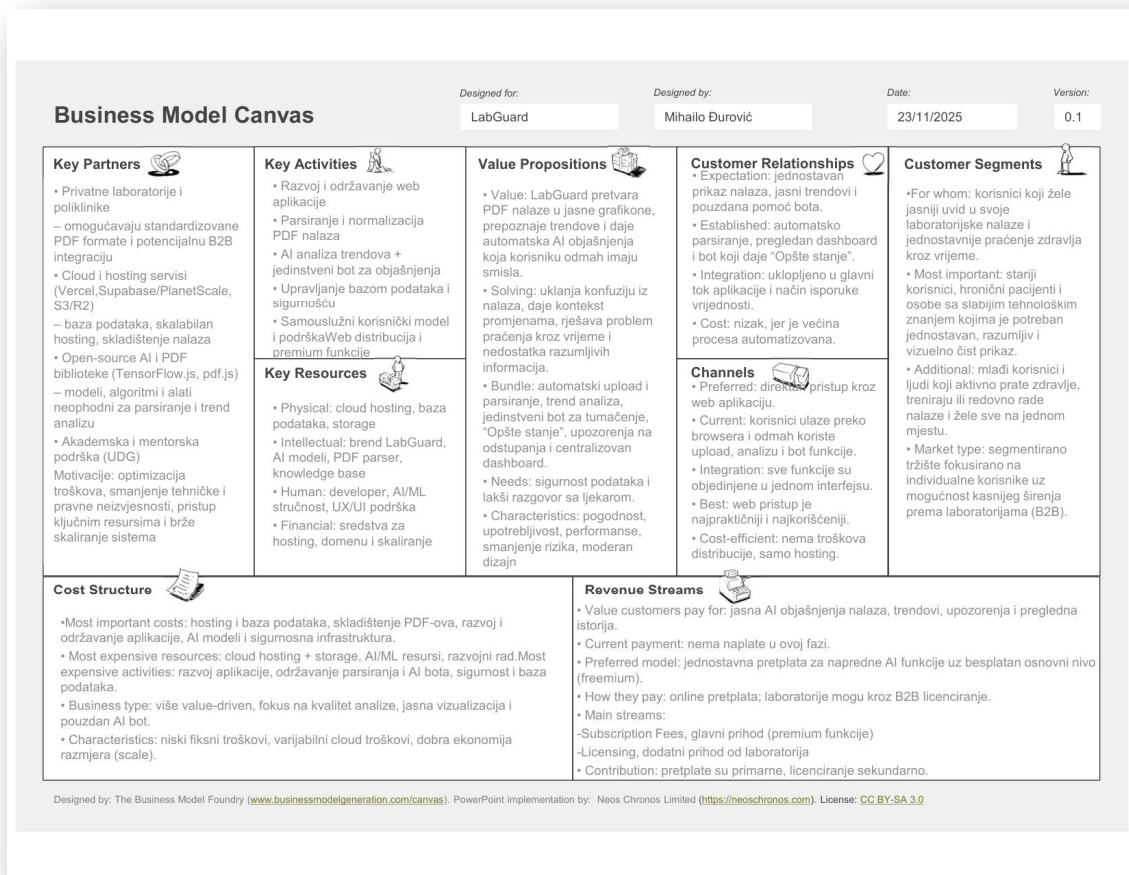 Designed for:
Designed by:
Date:
Version:
Business Model Canvas
LabGuard
Mihailo Đurović
23/11/2025
0.1
Key Partners
• Privatne laboratorije i
poliklinike
– omogućavaju standardizovane
PDF formate i potencijalnu B2B
integraciju
• Cloud i hosting servisi
(Vercel,Supabase/PlanetScale,
S3/R2)
– baza podataka, skalabilan
hosting, skladištenje nalaza
• Open-source AI i PDF
biblioteke (TensorFlow.js, pdf.js)
– modeli, algoritmi i alati
neophodni za parsiranje i trend
analizu
• Akademska i mentorska
podrška (UDG)
Motivacije: optimizacija
troškova, smanjenje tehničke i
pravne neizvjesnosti, pristup
ključnim resursima i brže
skaliranje sistema
Key Activities
• Razvoj i održavanje web
aplikacije
• Parsiranje i normalizacija
PDF nalaza
• AI analiza trendova +
jedinstveni bot za objašnjenja
• Upravljanje bazom podataka i
sigurnošću
• Samouslužni korisnički model
i podrškaWeb distribucija i
premium funkcije
Key Resources
• Physical: cloud hosting, baza
podataka, storage
• Intellectual: brend LabGuard,
AI modeli, PDF parser,
knowledge base
• Human: developer, AI/ML
stručnost, UX/UI podrška
• Financial: sredstva za
hosting, domenu i skaliranje
Value Propositions
• Value: LabGuard pretvara
PDF nalaze u jasne grafikone,
prepoznaje trendove i daje
automatska AI objašnjenja
koja korisniku odmah imaju
smisla.
• Solving: uklanja konfuziju iz
nalaza, daje kontekst
promjenama, rješava problem
praćenja kroz vrijeme i
nedostatka razumljivih
informacija.
• Bundle: automatski upload i
parsiranje, trend analiza,
jedinstveni bot za tumačenje,
“Opšte stanje”, upozorenja na
odstupanja i centralizovan
dashboard.
• Needs: sigurnost podataka i
lakši razgovor sa ljekarom.
• Characteristics: pogodnost,
upotrebljivost, performanse,
smanjenje rizika, moderan
dizajn
Customer Relationships
• Expectation: jednostavan
prikaz nalaza, jasni trendovi i
pouzdana pomoć bota.
• Established: automatsko
parsiranje, pregledan dashboard
i bot koji daje “Opšte stanje”.
• Integration: uklopljeno u glavni
tok aplikacije i način isporuke
vrijednosti.
• Cost: nizak, jer je većina
procesa automatizovana.
Channels
• Preferred: direktan pristup kroz
web aplikaciju.
• Current: korisnici ulaze preko
browsera i odmah koriste
upload, analizu i bot funkcije.
• Integration: sve funkcije su
objedinjene u jednom interfejsu.
• Best: web pristup je
najpraktičniji i najkorišćeniji.
• Cost-efficient: nema troškova
distribucije, samo hosting.
Customer Segments
•For whom: korisnici koji žele
jasniji uvid u svoje
laboratorijske nalaze i
jednostavnije praćenje zdravlja
kroz vrijeme.
• Most important: stariji
korisnici, hronični pacijenti i
osobe sa slabijim tehnološkim
znanjem kojima je potreban
jednostavan, razumljiv i
vizuelno čist prikaz.
• Additional: mlađi korisnici i
ljudi koji aktivno prate zdravlje,
treniraju ili redovno rade
nalaze i žele sve na jednom
mjestu.
• Market type: segmentirano
tržište fokusirano na
individualne korisnike uz
mogućnost kasnijeg širenja
prema laboratorijama (B2B).
Cost Structure
•Most important costs: hosting i baza podataka, skladištenje PDF-ova, razvoj i
održavanje aplikacije, AI modeli i sigurnosna infrastruktura.
• Most expensive resources: cloud hosting + storage, AI/ML resursi, razvojni rad.Most
expensive activities: razvoj aplikacije, održavanje parsiranja i AI bota, sigurnost i baza
podataka.
• Business type: više value-driven, fokus na kvalitet analize, jasna vizualizacija i
pouzdan AI bot.
• Characteristics: niski fiksni troškovi, varijabilni cloud troškovi, dobra ekonomija
razmjera (scale).
Revenue Streams
• Value customers pay for: jasna AI objašnjenja nalaza, trendovi, upozorenja i pregledna
istorija.
• Current payment: nema naplate u ovoj fazi.
• Preferred model: jednostavna pretplata za napredne AI funkcije uz besplatan osnovni nivo
(freemium).
• How they pay: online pretplata; laboratorije mogu kroz B2B licenciranje.
• Main streams:
-Subscription Fees, glavni prihod (premium funkcije)
-Licensing, dodatni prihod od laboratorija
• Contribution: pretplate su primarne, licenciranje sekundarno.
Designed by: The Business Model Foundry (www.businessmodelgeneration.com/canvas). PowerPoint implementation by: Neos Chronos Limited (https://neoschronos.com). License: CC BY-SA 3.0